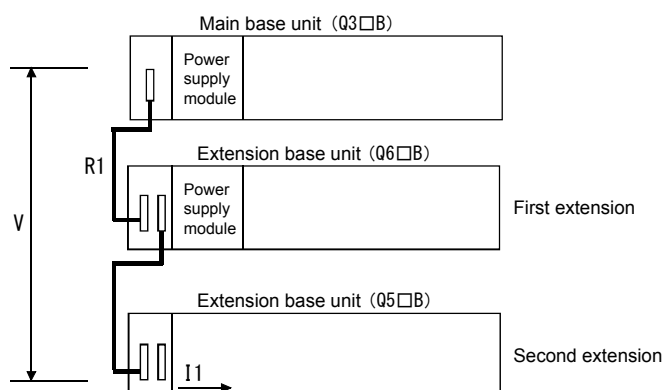 Main base unit (Q3□B)
Power
supply
module
R1
Extension base unit (Q6□B)
Power
supply
module
First extension
V
Extension base unit (Q5□B)
I1
Second extension